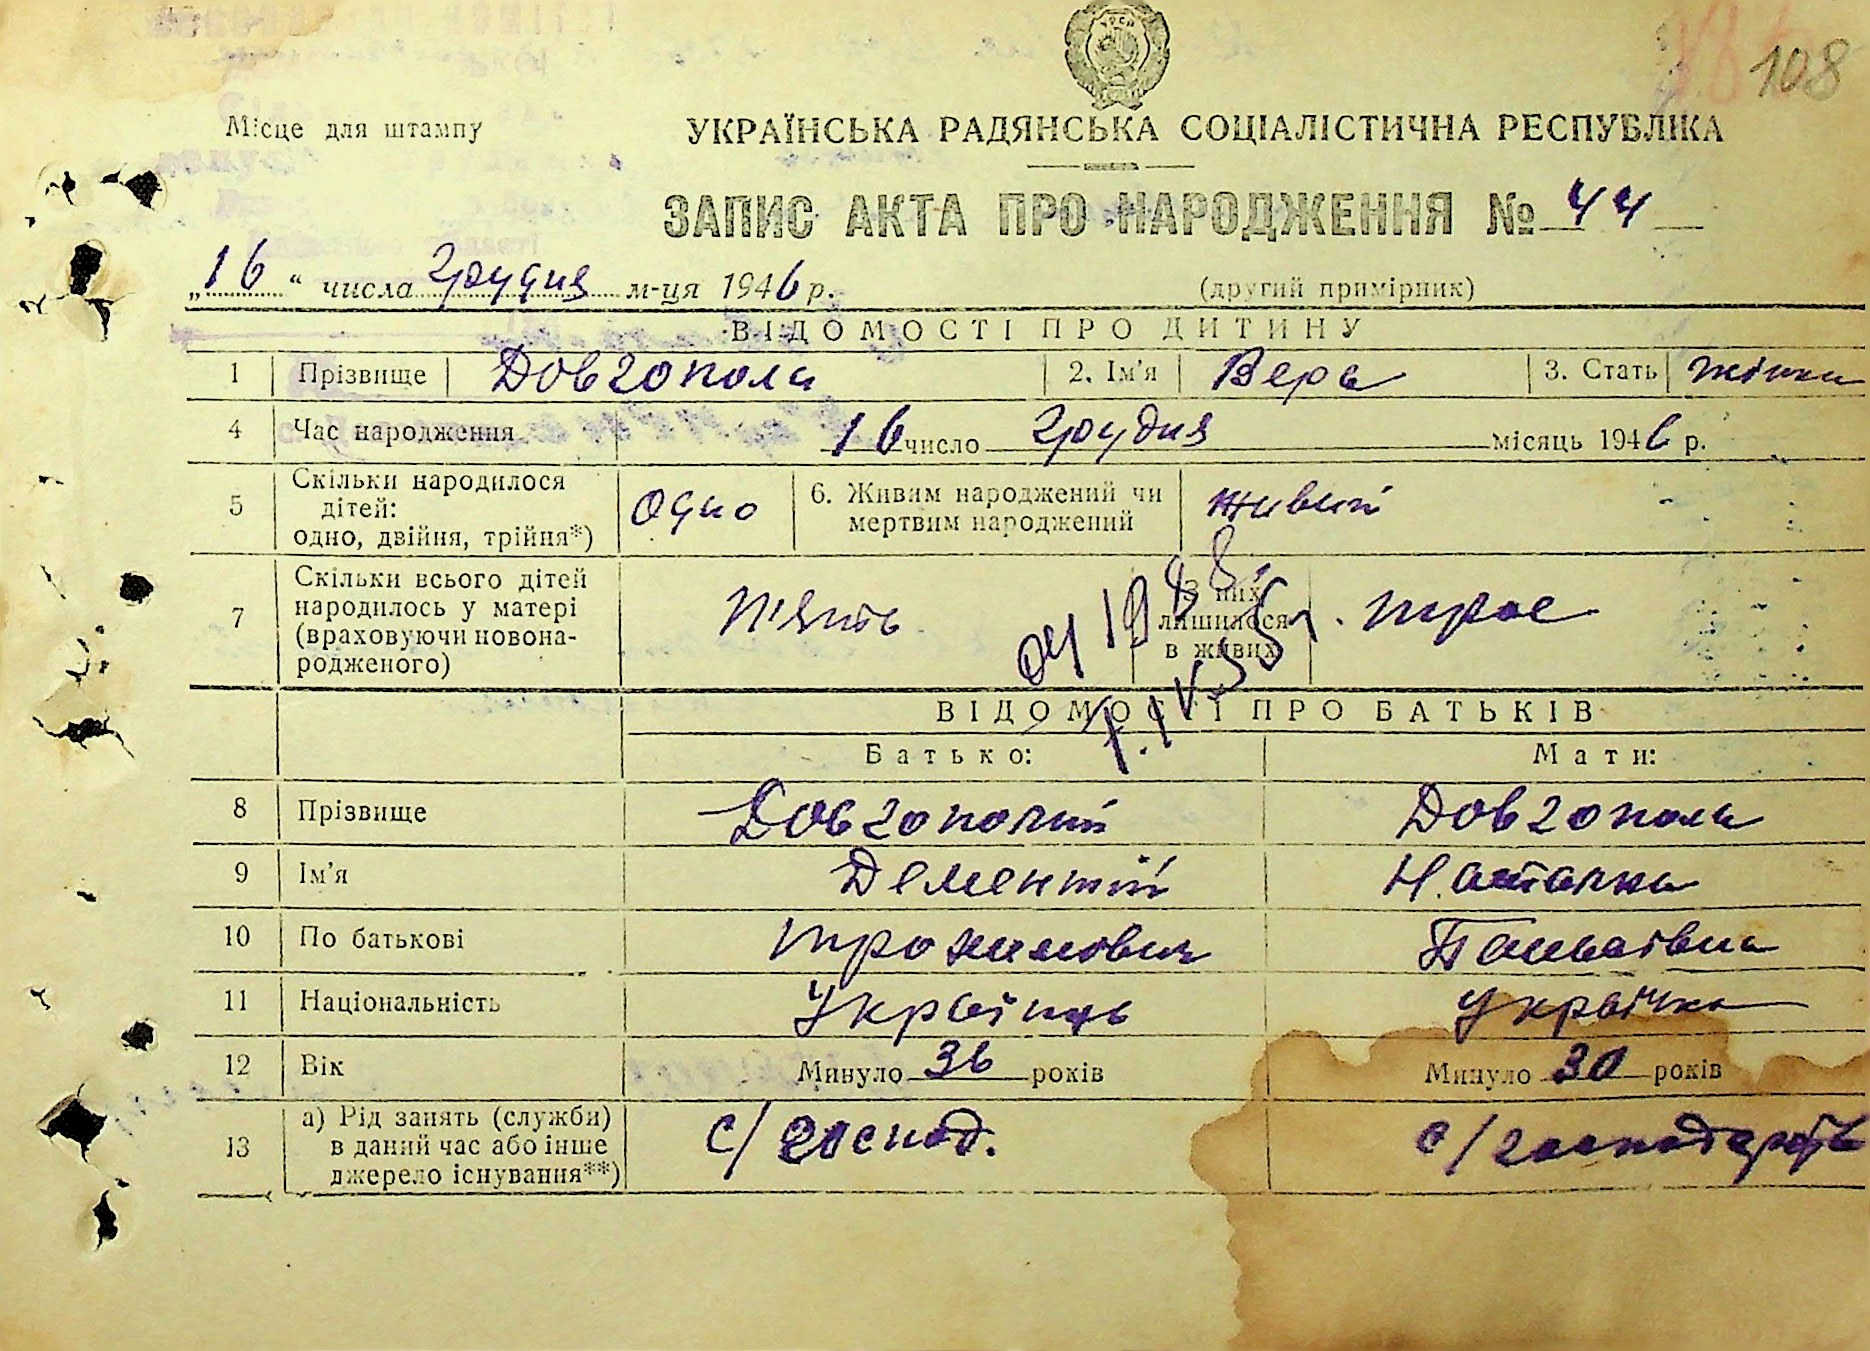 108
Місце для штампу
УКРАЇНСЬКА РАДЯНСЬКА СОЦІАЛІСТИЧНА РЕСПУБЛІКА
ЗАПИС АКТА ПРО НАРОДЖЕННЯ № 44
„16“ числа грудня м-ця 1946 р.
(другий примірник)
ВІДОМОСТІ ПРО ДИТИНУ
1 Прізвище Довгопола 2. Ім'я Вера 3. Стать жінка
4 Час народження 16 число грудня місяць 1946 р.
5 Скільки народилося дітей: одно, двійня, трійня*) одно 6. Живим народжений чи мертвим народжений живий
7 Скільки всього дітей народилось у матері (враховуючи новонародженого) п'ять З них лишилося в живих троє
ВІДОМОСТІ ПРО БАТЬКІВ
Батько: Мати:
8 Прізвище Довгополий Довгопола
9 Ім'я Дементій Наталка
10 По батькові трохимович
11 Національність Українець Українка
12 Вік Минуло 36 років Минуло 30 років
13 а) Рід занять (служби) в даний час або інше джерело існування**) с/господ. с/господарств